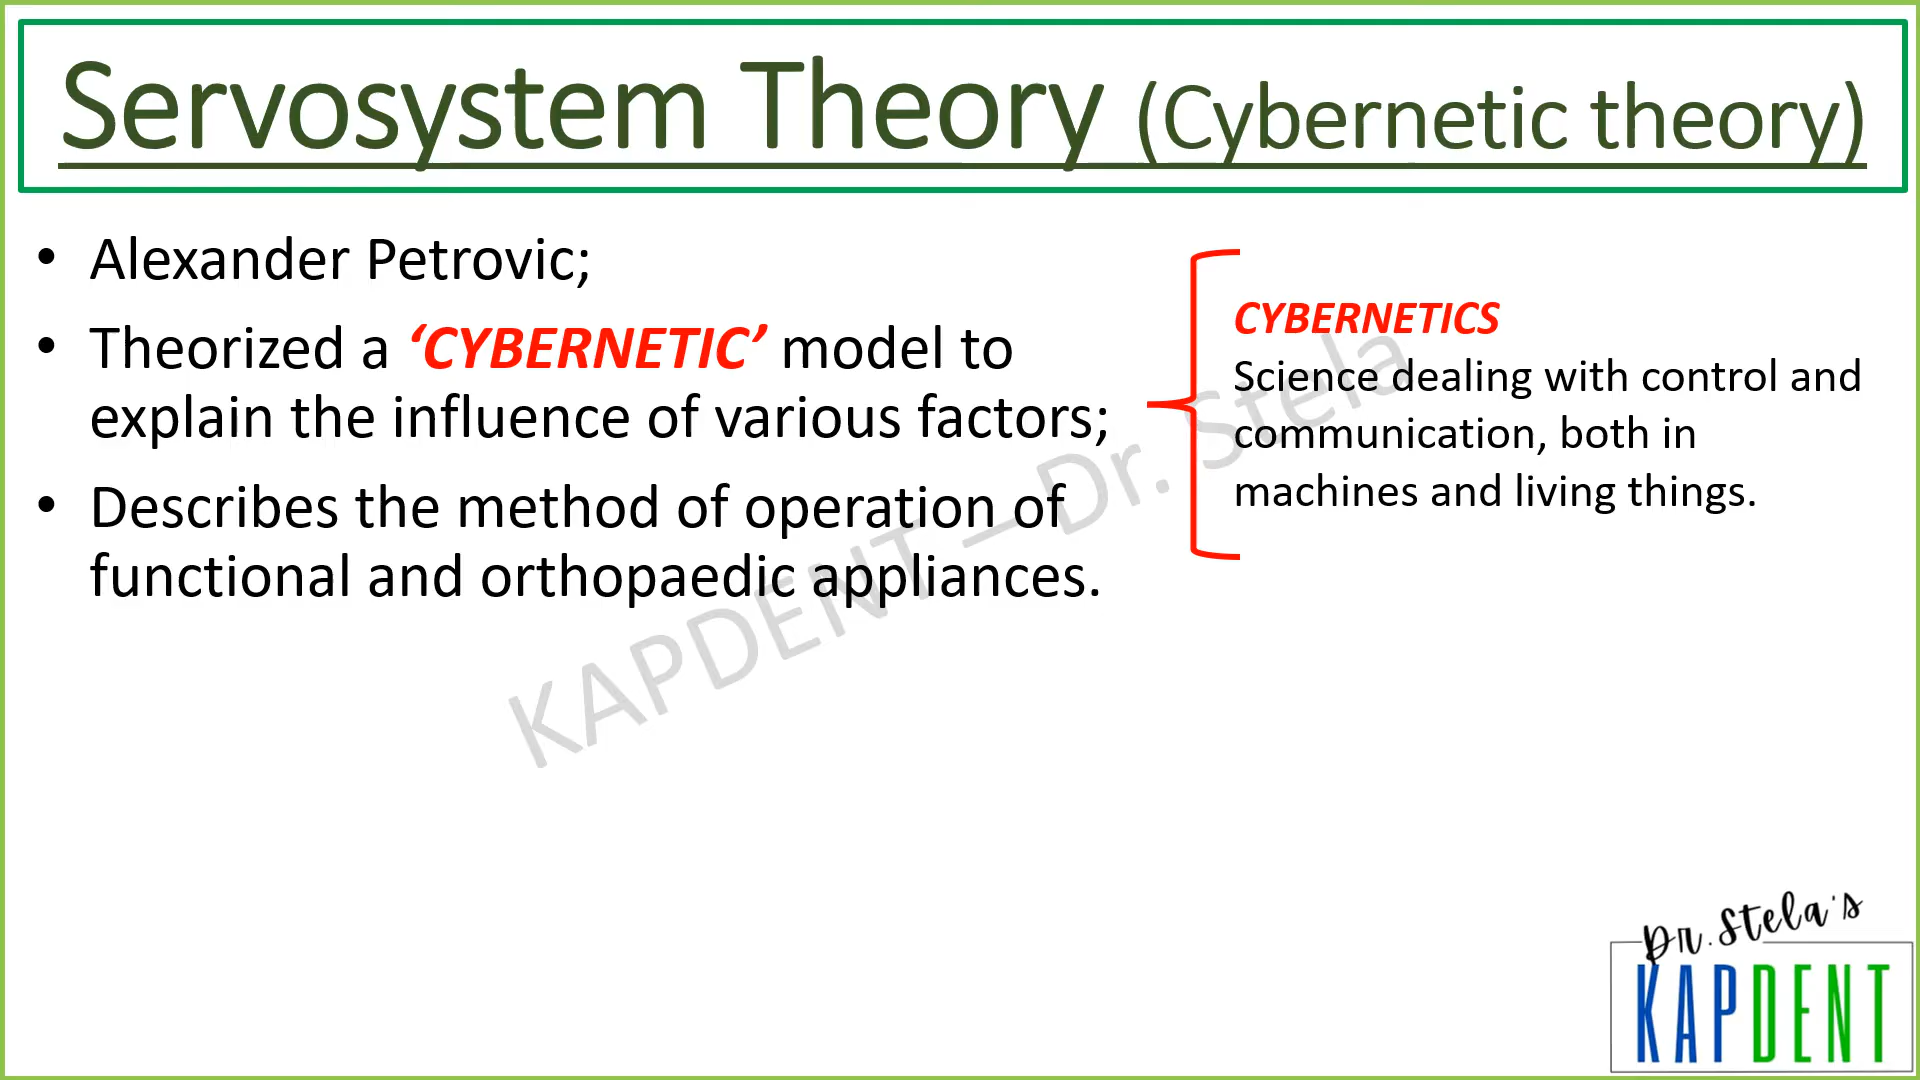 Servosystem Theory (Cybernetic theory)
• Alexander Petrovic;
• Theorized a ‘CYBERNETIC’ model to
explain the influence of various factors;
• Describes the method of operation of
functional and orthopaedic appliances.
CYBERNETICS
Science dealing with control and
communication, both in
machines and living things.
KAPDENT – Dr. Stela
Dr. Stela's
KAPDENT